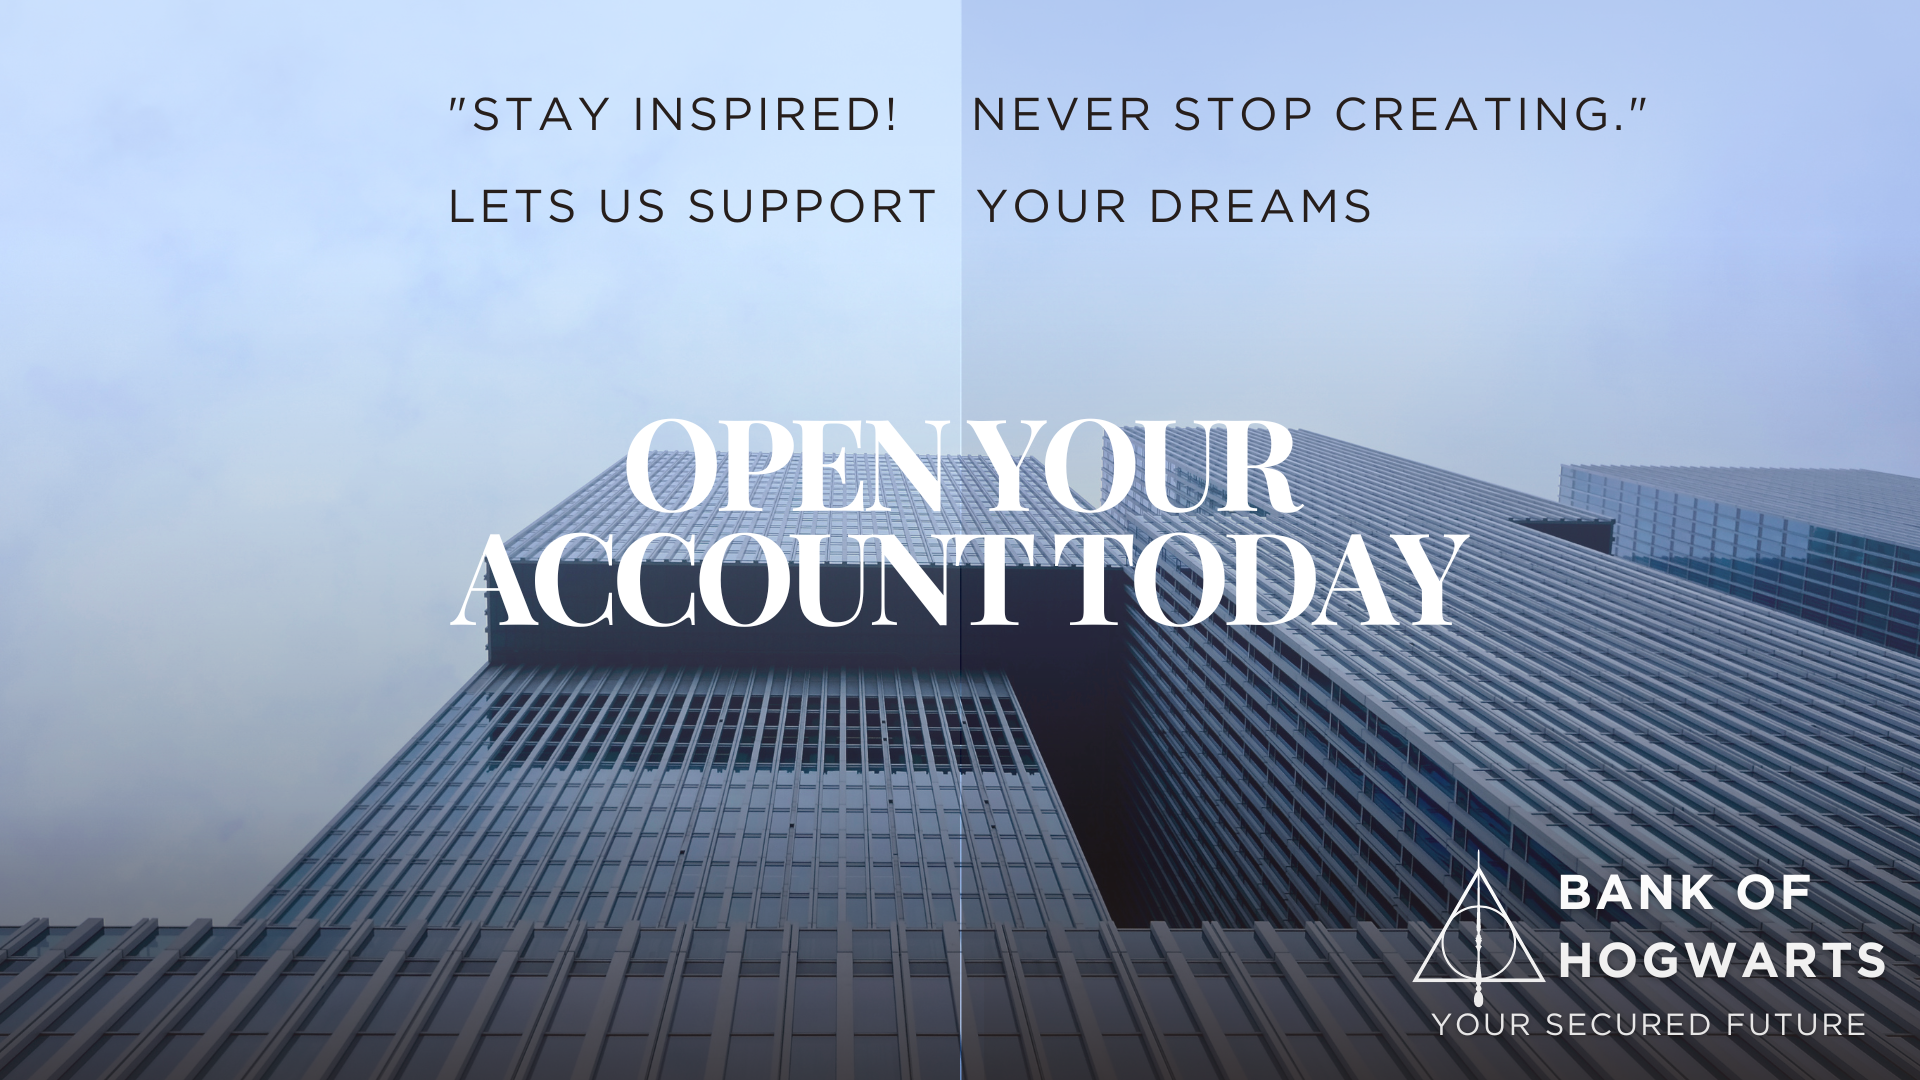 "STAY INSPIRED! NEVER STOP CREATING."
LETS US SUPPORT YOUR DREAMS
OPEN YOUR
ACCOUNT TODAY
BANK OF
HOGWARTS
YOUR SECURED FUTURE